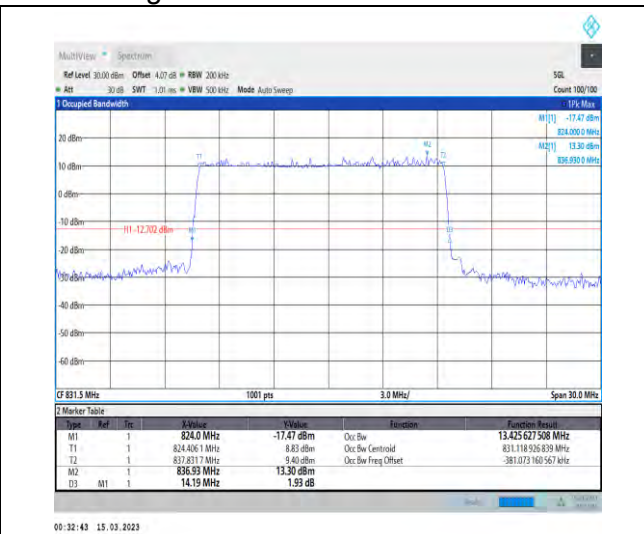 MultiView Spectrum
Ref Level 30.00 dBm Offset 4.07 dB RBW 200 kHz SGL
Att 30 dB SWT 1.01 ms VBW 500 kHz Mode Auto Sweep Count 100/100
1 Occupied Bandwidth 1Pk Max
M1[1] -17.47 dBm
824.000 0 MHz
20 dBm
M2[1] 13.30 dBm
836.930 0 MHz
M2
T1 T2
10 dBm
0 dBm
-10 dBm
H1 -12.702 dBm M1 D3
-20 dBm
-30 dBm
-40 dBm
-50 dBm
-60 dBm
CF 831.5 MHz 1001 pts 3.0 MHz/ Span 30.0 MHz
2 Marker Table
Type Ref Trc X-Value Y-Value Function Function Result
M1 1 824.0 MHz -17.47 dBm Occ Bw 13.425 627 508 MHz
T1 1 824.406 1 MHz 8.83 dBm Occ Bw Centroid 831.118 926 839 MHz
T2 1 837.831 7 MHz 9.40 dBm Occ Bw Freq Offset -381.073 160 567 kHz
M2 1 836.93 MHz 13.30 dBm
D3 M1 1 14.19 MHz 1.93 dB
00:32:43 15.03.2023